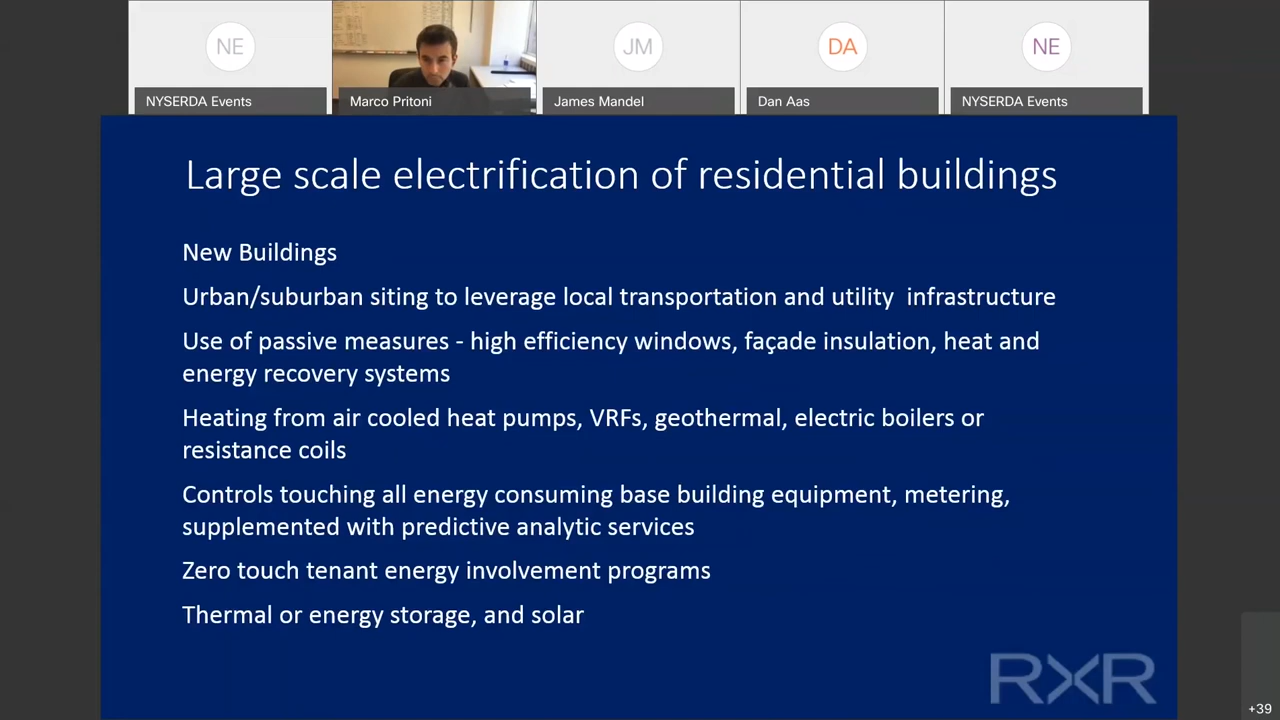 NE
JM
DA
NE
NYSERDA Events
Marco Pritoni
James Mandel
Dan Aas
NYSERDA Events
Large scale electrification of residential buildings
New Buildings
Urban/suburban siting to leverage local transportation and utility  infrastructure
Use of passive measures - high efficiency windows, façade insulation, heat and
energy recovery systems
Heating from air cooled heat pumps, VRFs, geothermal, electric boilers or
resistance coils
Controls touching all energy consuming base building equipment, metering,
supplemented with predictive analytic services
Zero touch tenant energy involvement programs
Thermal or energy storage, and solar
RXR
+39